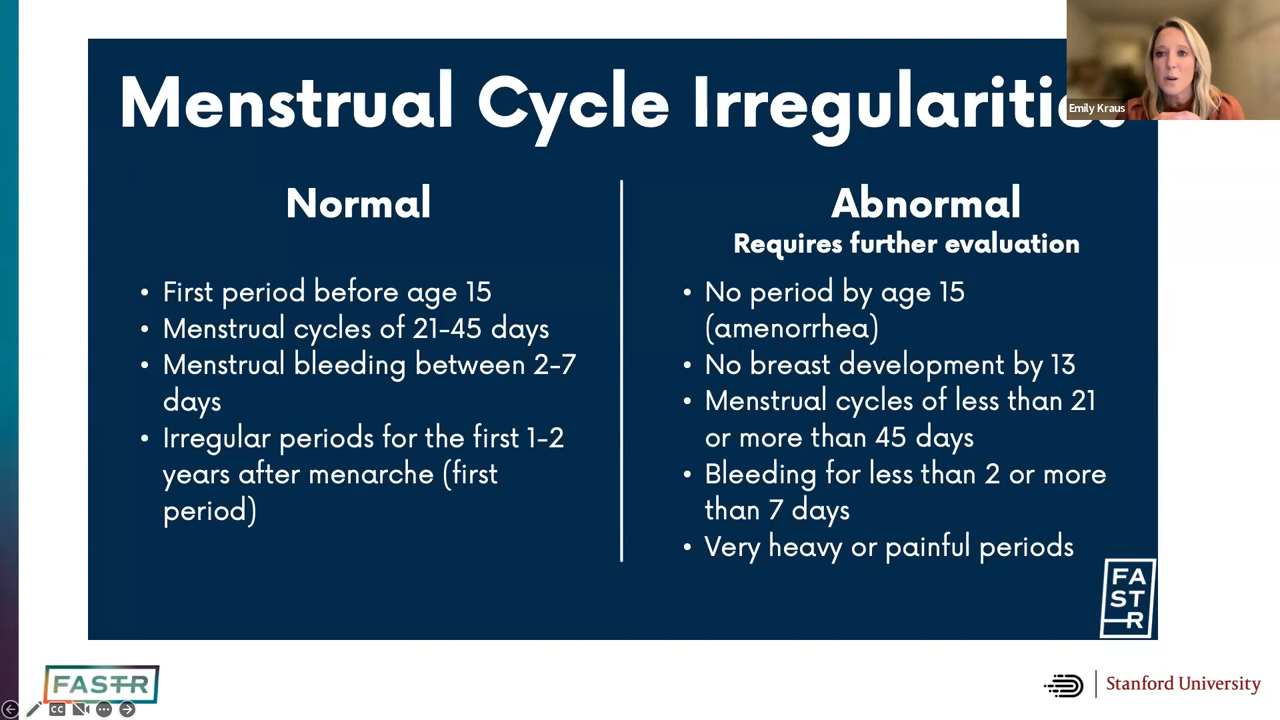 Menstrual Cycle Irregularities
Emily Kraus
Normal
• First period before age 15
• Menstrual cycles of 21-45 days
• Menstrual bleeding between 2-7
days
• Irregular periods for the first 1-2
years after menarche (first
period)
Abnormal
Requires further evaluation
• No period by age 15
(amenorrhea)
• No breast development by 13
• Menstrual cycles of less than 21
or more than 45 days
• Bleeding for less than 2 or more
than 7 days
• Very heavy or painful periods
FA
ST
R
FASTR
CC
Stanford University